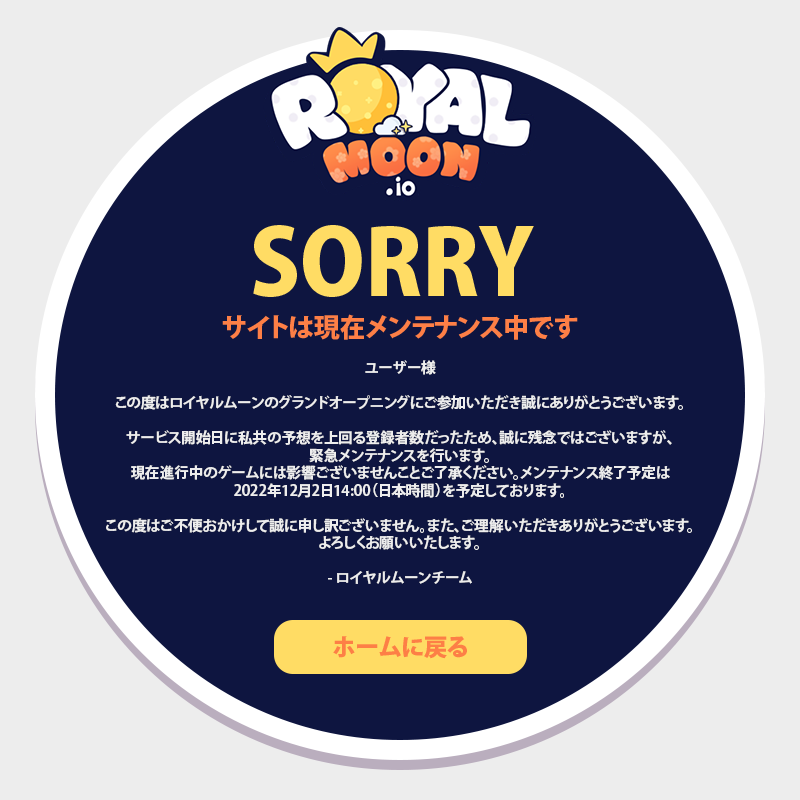 ROYAL
MOON
.io
SORRY
サイトは現在メンテナンス中です
ユーザー様
この度はロイヤルムーンのグランドオープニングにご参加いただき誠にありがとうございます。
サービス開始日に私共の予想を上回る登録者数だったため、誠に残念ではございますが、
緊急メンテナンスを行います。
現在進行中のゲームには影響ございませんことご了承ください。メンテナンス終了予定は
2022年12月2日14:00（日本時間）を予定しております。
この度はご不便おかけして誠に申し訳ございません。また、ご理解いただきありがとうございます。
よろしくお願いいたします。
- ロイヤルムーンチーム
ホームに戻る